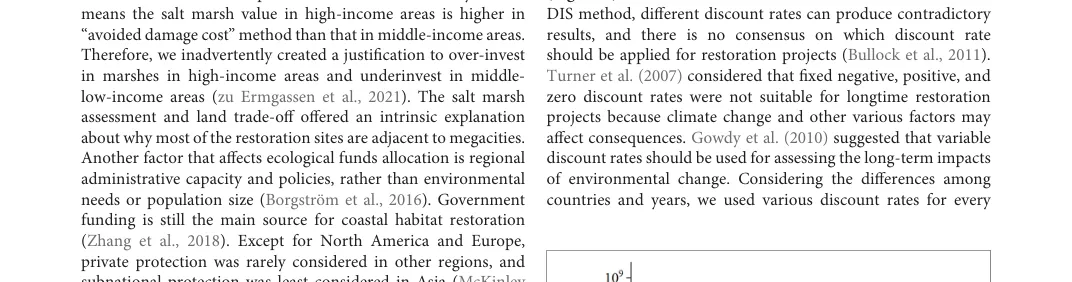 means the salt marsh value in high-income areas is higher in
“avoided damage cost” method than that in middle-income areas.
Therefore, we inadvertently created a justification to over-invest
in marshes in high-income areas and underinvest in middle-
low-income areas (zu Ermgassen et al., 2021). The salt marsh
assessment and land trade-off offered an intrinsic explanation
about why most of the restoration sites are adjacent to megacities.
Another factor that affects ecological funds allocation is regional
administrative capacity and policies, rather than environmental
needs or population size (Borgström et al., 2016). Government
funding is still the main source for coastal habitat restoration
(Zhang et al., 2018). Except for North America and Europe,
private protection was rarely considered in other regions, and
subnational protection was least considered in Asia (McKinley
DIS method, different discount rates can produce contradictory
results, and there is no consensus on which discount rate
should be applied for restoration projects (Bullock et al., 2011).
Turner et al. (2007) considered that fixed negative, positive, and
zero discount rates were not suitable for longtime restoration
projects because climate change and other various factors may
affect consequences. Gowdy et al. (2010) suggested that variable
discount rates should be used for assessing the long-term impacts
of environmental change. Considering the differences among
countries and years, we used various discount rates for every
10⁹